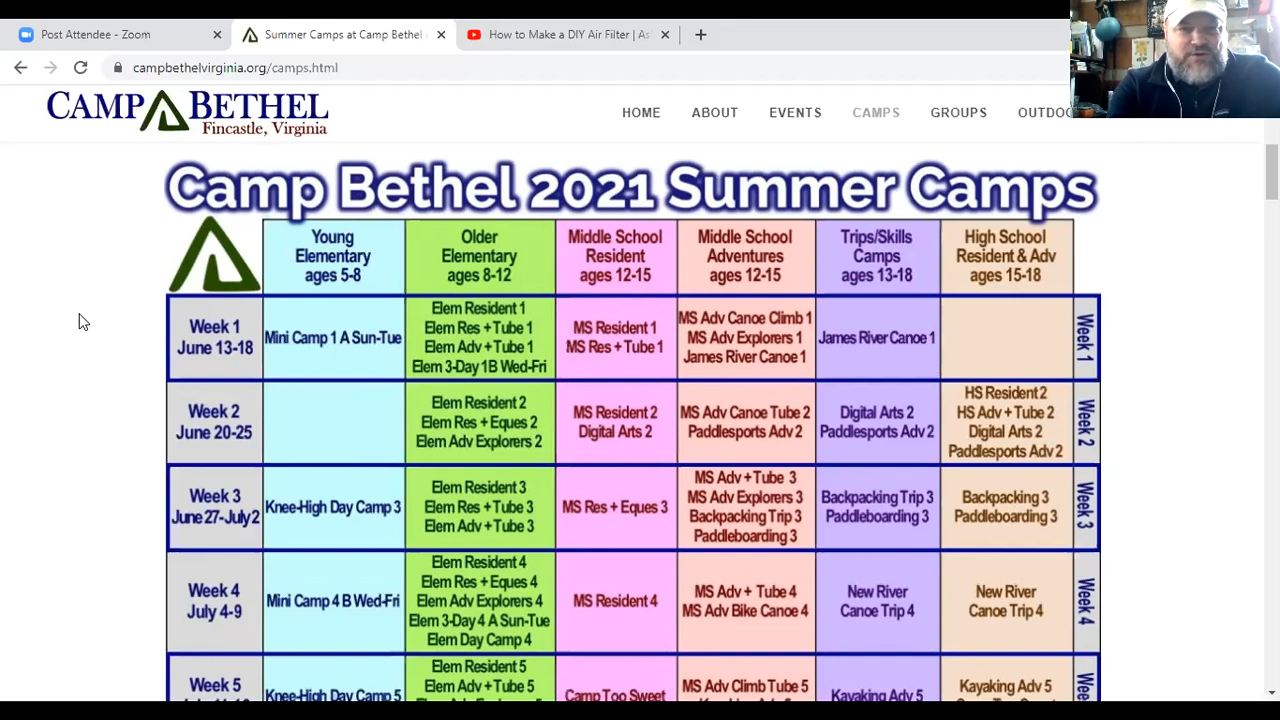 Post Attendee - Zoom
Summer Camps at Camp Bethel
How to Make a DIY Air Filter | As
campbethelvirginia.org/camps.html
CAMP BETHEL
Fincastle, Virginia
HOME ABOUT EVENTS CAMPS GROUPS
Camp Bethel 2021 Summer Camps
Young
Elementary
ages 5-8
Older
Elementary
ages 8-12
Middle School
Resident
ages 12-15
Middle School
Adventures
ages 12-15
Trips/Skills
Camps
ages 13-18
High School
Resident & Adv
ages 15-18
Week 1
June 13-18
Mini Camp 1 A Sun-Tue
Elem Resident 1
Elem Res + Tube 1
Elem Adv + Tube 1
Elem 3-Day 1B Wed-Fri
MS Resident 1
MS Res + Tube 1
MS Adv Canoe Climb 1
MS Adv Explorers 1
James River Canoe 1
James River Canoe 1
Week 1
Week 2
June 20-25
Elem Resident 2
Elem Res + Eques 2
Elem Adv Explorers 2
MS Resident 2
Digital Arts 2
MS Adv Canoe Tube 2
Paddlesports Adv 2
Digital Arts 2
Paddlesports Adv 2
HS Resident 2
HS Adv + Tube 2
Digital Arts 2
Paddlesports Adv 2
Week 2
Week 3
June 27-July 2
Knee-High Day Camp 3
Elem Resident 3
Elem Res + Tube 3
Elem Adv + Tube 3
MS Res + Eques 3
MS Adv + Tube 3
MS Adv Explorers 3
Backpacking Trip 3
Paddleboarding 3
Backpacking Trip 3
Paddleboarding 3
Backpacking 3
Paddleboarding 3
Week 3
Week 4
July 4-9
Mini Camp 4 B Wed-Fri
Elem Resident 4
Elem Res + Eques 4
Elem Adv Explorers 4
Elem 3-Day 4 A Sun-Tue
Elem Day Camp 4
MS Resident 4
MS Adv + Tube 4
MS Adv Bike Canoe 4
New River
Canoe Trip 4
New River
Canoe Trip 4
Week 4
Week 5
Knee-High Day Camp 5
Elem Resident 5
Elem Adv + Tube 5
Camp Too Sweet
MS Adv Climb Tube 5
Kayaking Adv 5
Kayaking Adv 5